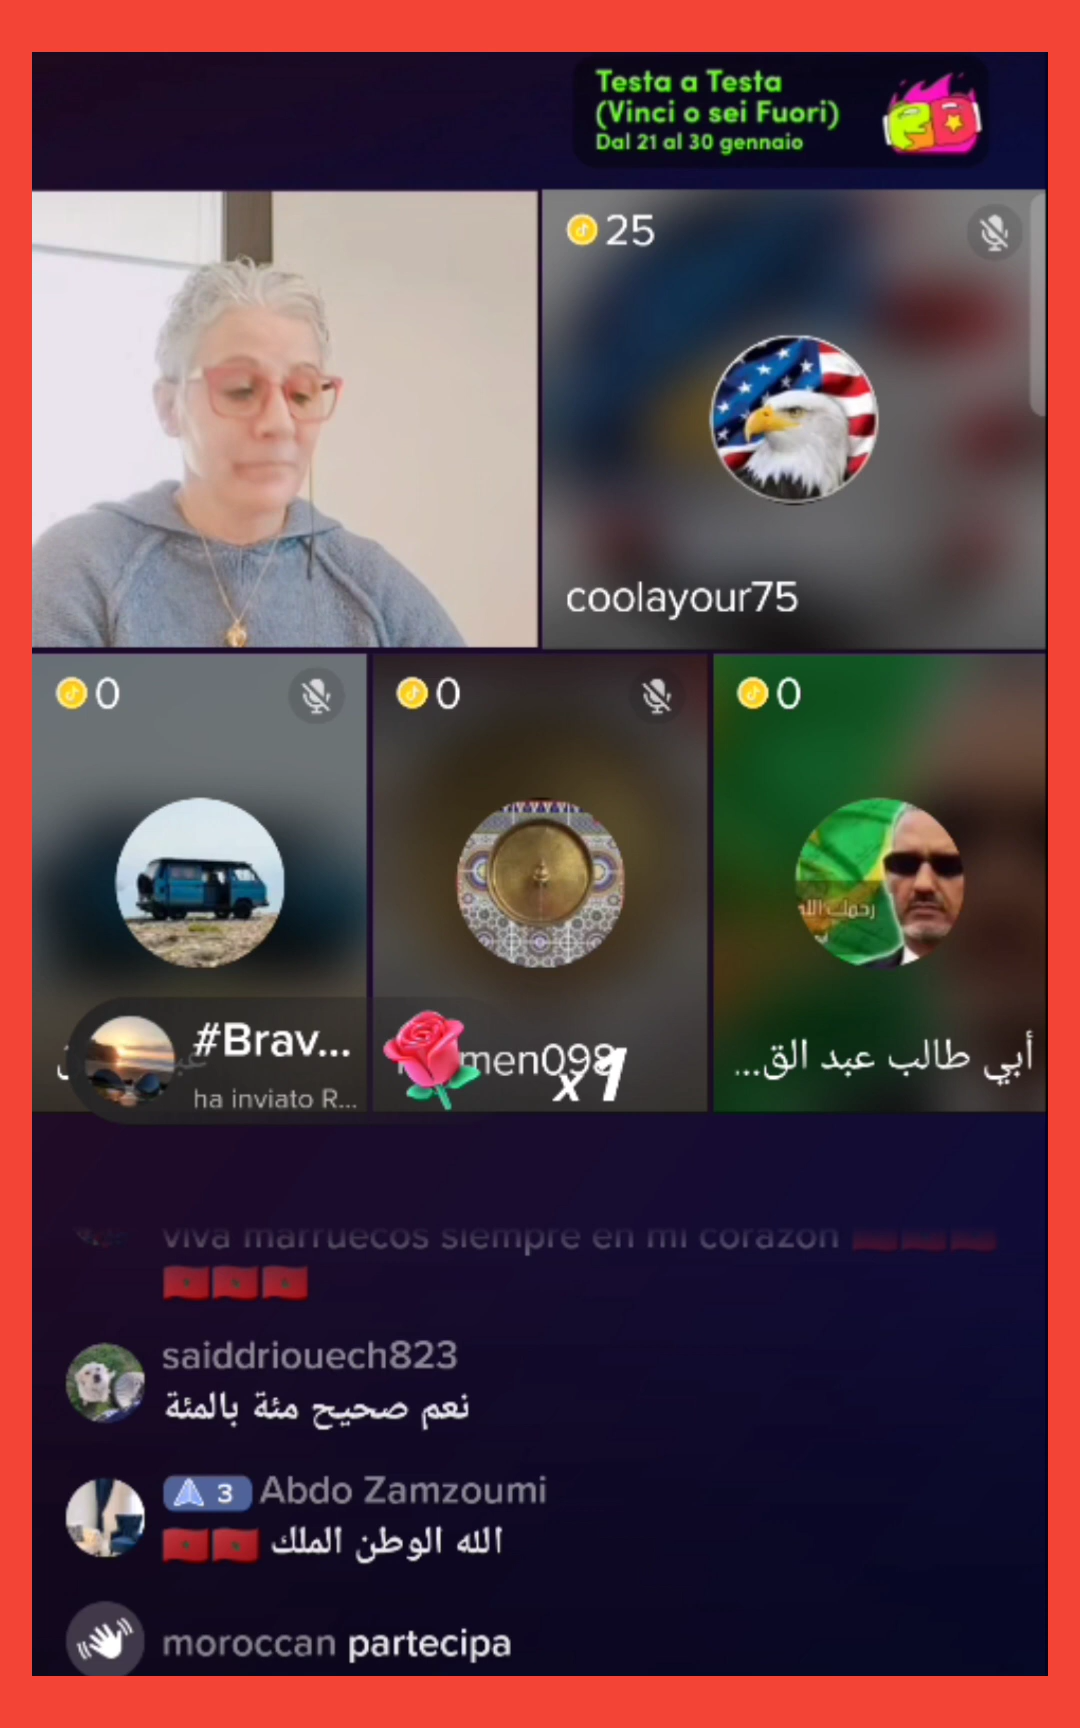 Testa a Testa
(Vinci o sei Fuori)
Dal 21 al 30 gennaio
25
coolayour75
0
0
0
رحمك الله
#Brav...
ha inviato R...
men098
x1
أبي طالب عبد الق...
viva marruecos siempre en mi corazon 🇲🇦🇲🇦🇲🇦
🇲🇦🇲🇦🇲🇦
saiddriouech823
نعم صحيح مئة بالمئة
3 Abdo Zamzoumi
الله الوطن الملك 🇲🇦🇲🇦
moroccan partecipa